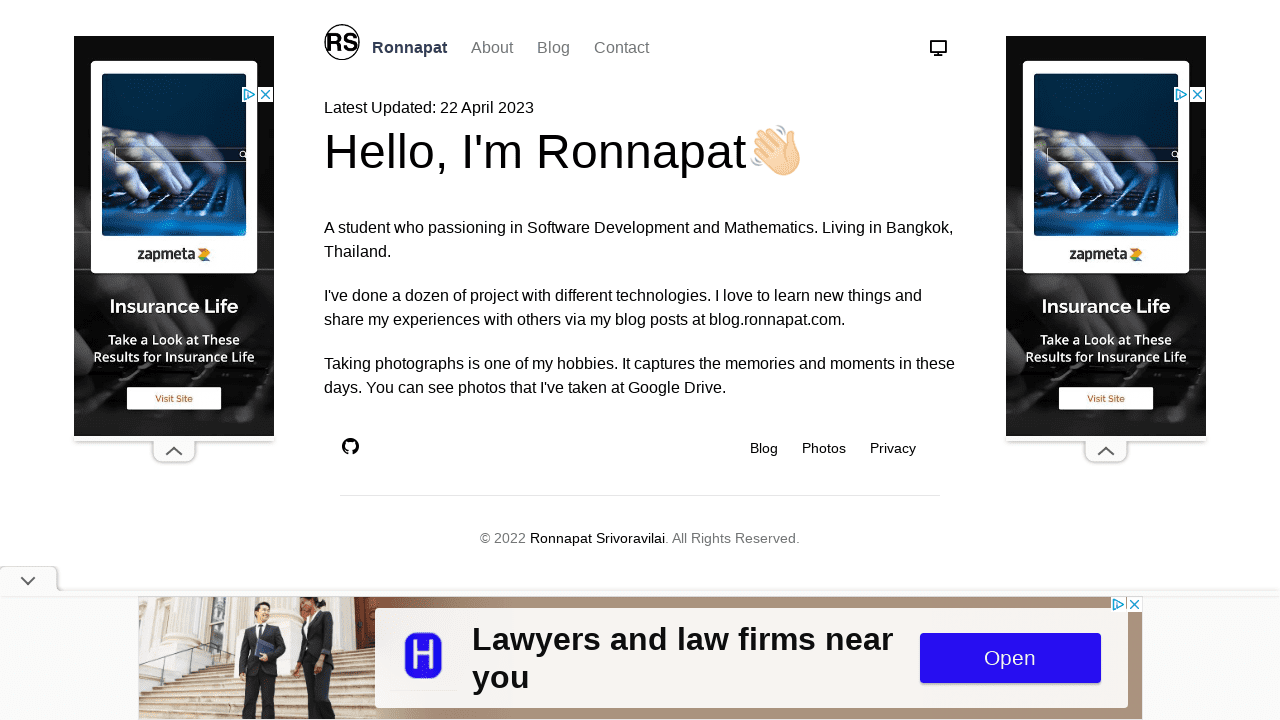 RS
Ronnapat About Blog Contact
Latest Updated: 22 April 2023
Hello, I'm Ronnapat👋🏻
A student who passioning in Software Development and Mathematics. Living in Bangkok,
Thailand.
I've done a dozen of project with different technologies. I love to learn new things and
share my experiences with others via my blog posts at blog.ronnapat.com.
Taking photographs is one of my hobbies. It captures the memories and moments in these
days. You can see photos that I've taken at Google Drive.
Blog Photos Privacy
© 2022 Ronnapat Srivoravilai. All Rights Reserved.
zapmeta
Insurance Life
Take a Look at These
Results for Insurance Life
Visit Site
zapmeta
Insurance Life
Take a Look at These
Results for Insurance Life
Visit Site
H
Lawyers and law firms near
you
Open